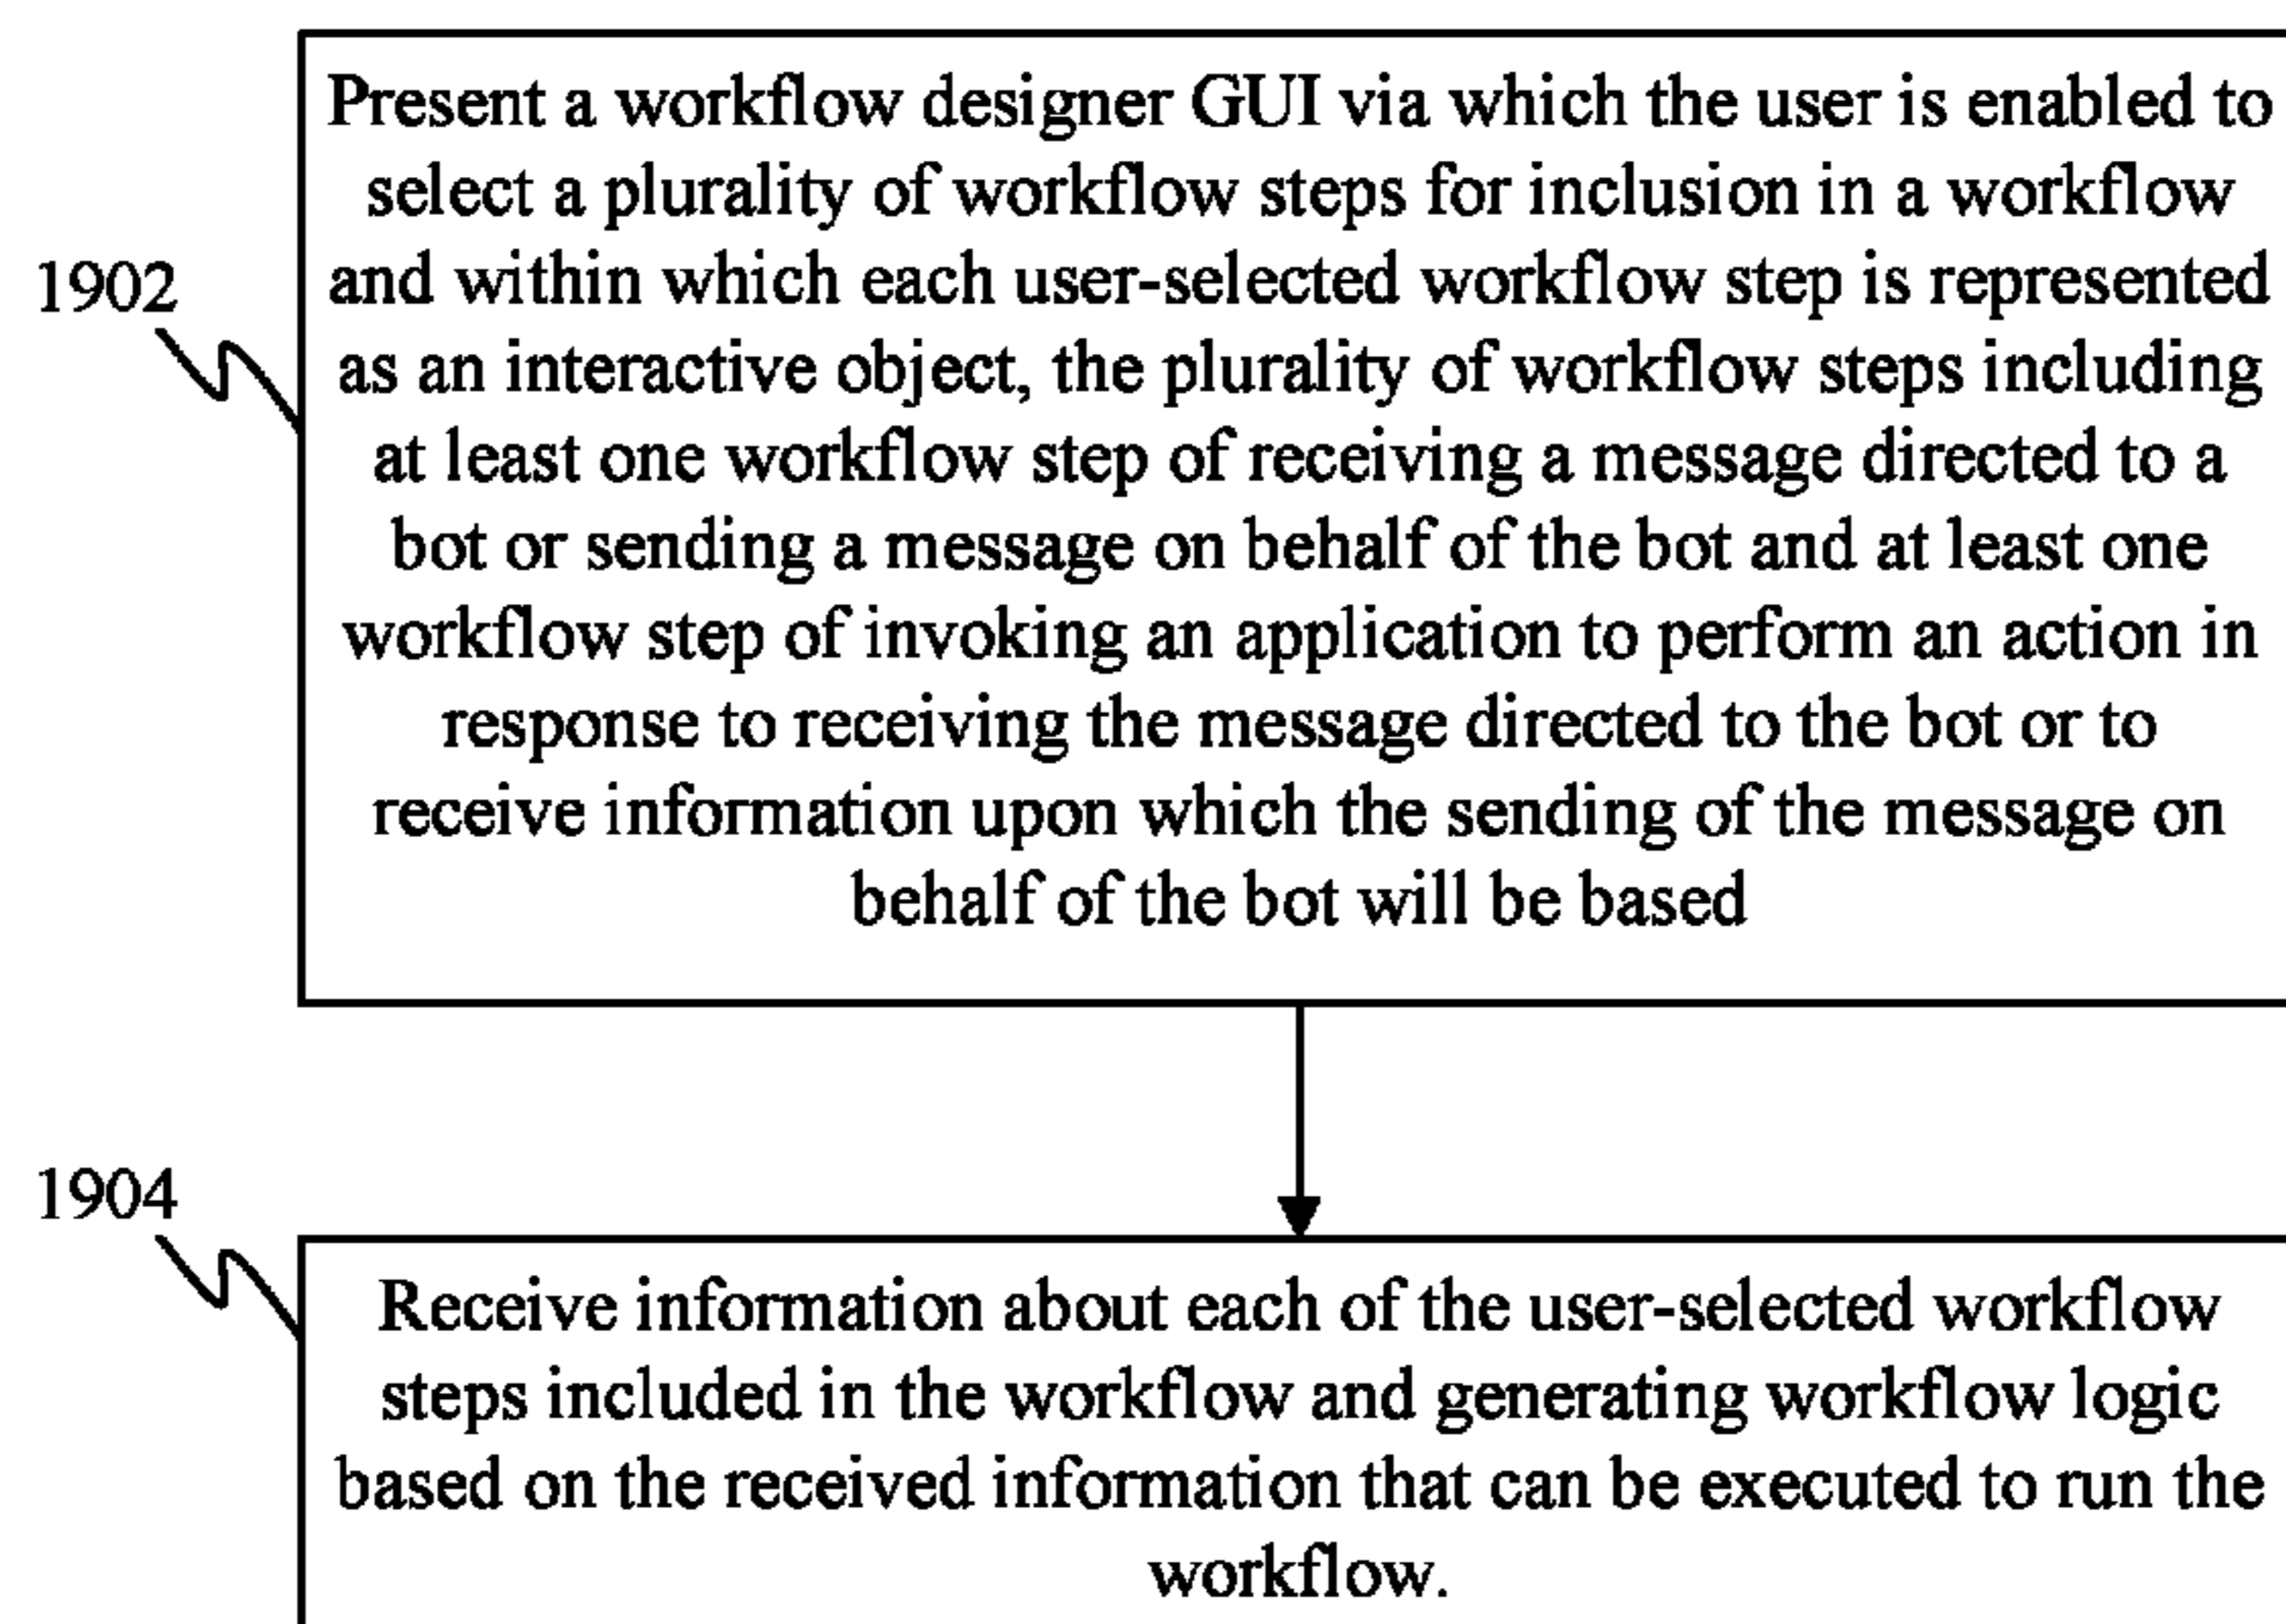 Present a workflow designer GUI via which the user is enabled to
select a plurality of workflow steps for inclusion in a workflow
1902
and within which each user-selected workflow step is represented
as an interactive object, the plurality of workflow steps including
at least one workflow step of receiving a message directed to a
bot or sending a message on behalf of the bot and at least one
workflow step of invoking an application to perform an action in
response to receiving the message directed to the bot or to
receive information upon which the sending of the message on
behalf of the bot will be based
1904
Receive information about each of the user-selected workflow
steps included in the workflow and generating workflow logic
based on the received information that can be executed to run the
workflow.